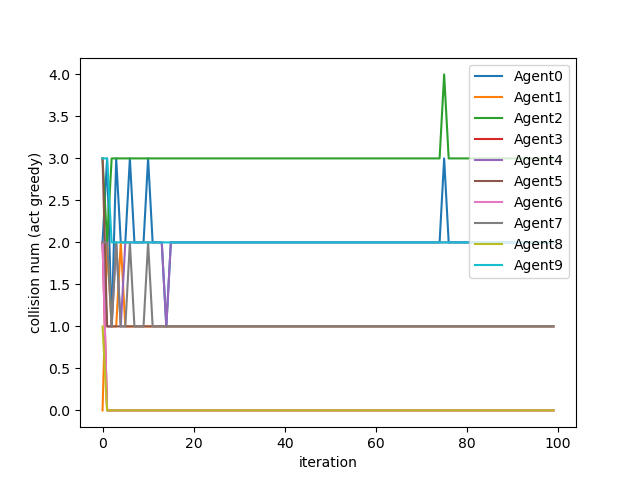 4.0
3.5
3.0
2.5
2.0
1.5
1.0
0.5
0.0
collision num (act greedy)
0
20
40
60
80
100
iteration
Agent0
Agent1
Agent2
Agent3
Agent4
Agent5
Agent6
Agent7
Agent8
Agent9